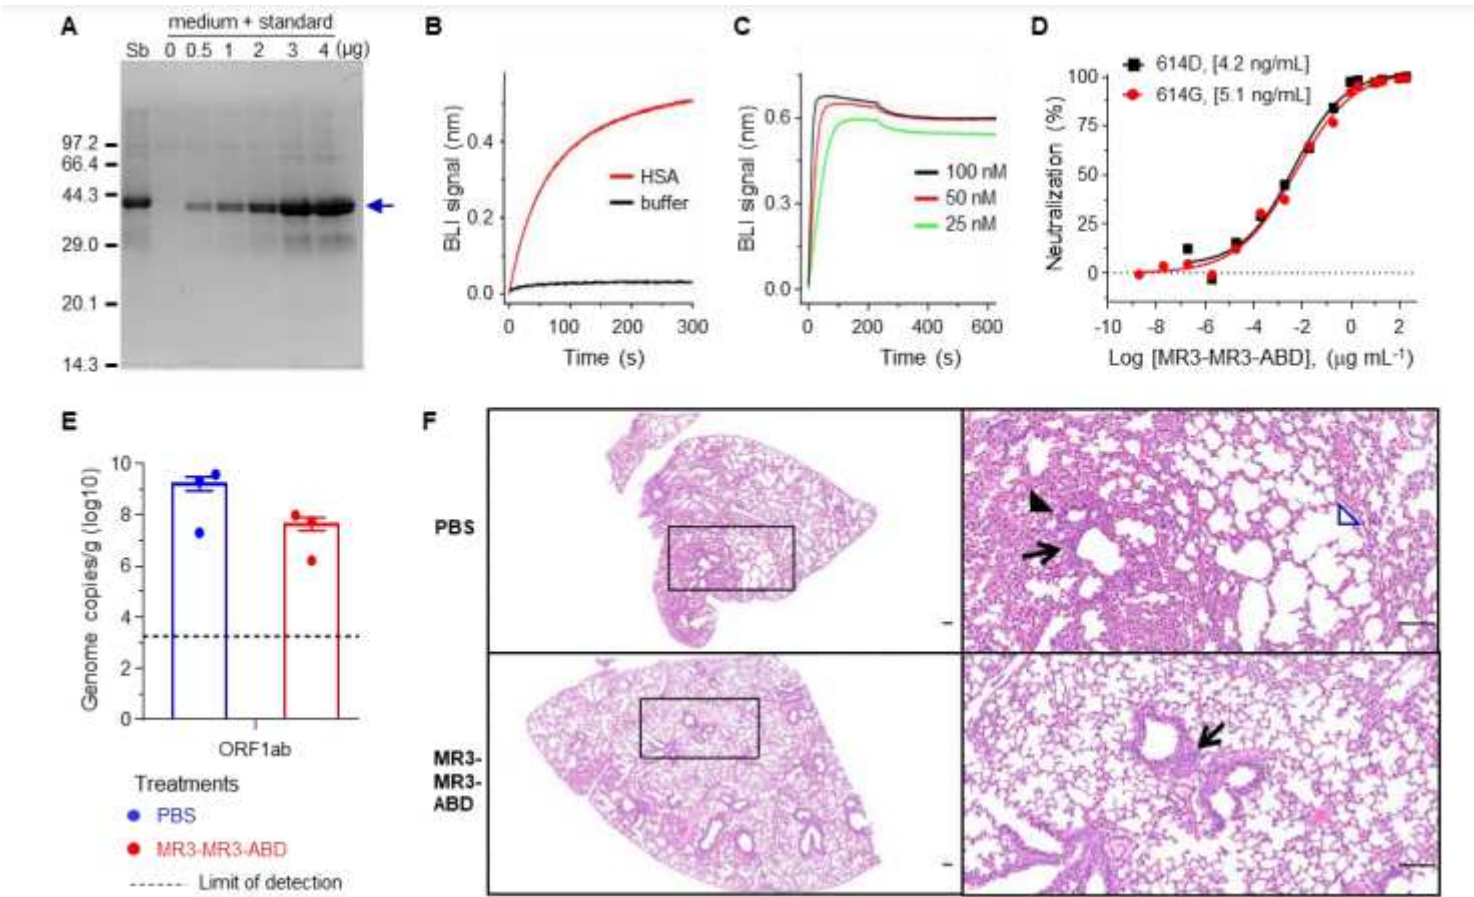 A
medium + standard
Sb 0 0.5 1 2 3 4 (μg)
97.2
66.4
44.3
29.0
20.1
14.3
B
BLI signal (nm)
0.4
0.2
0.0
HSA
buffer
0 100 200 300
Time (s)
C
BLI signal (nm)
0.6
0.3
0.0
100 nM
50 nM
25 nM
0 200 400 600
Time (s)
D
614D, [4.2 ng/mL]
614G, [5.1 ng/mL]
Neutralization (%)
100
75
50
25
0
-10 -8 -6 -4 -2 0 2
Log [MR3-MR3-ABD], (μg mL-1)
E
Genome copies/g (log10)
10
8
6
4
2
0
ORF1ab
Treatments
PBS
MR3-MR3-ABD
Limit of detection
F
PBS
MR3-
MR3-
ABD